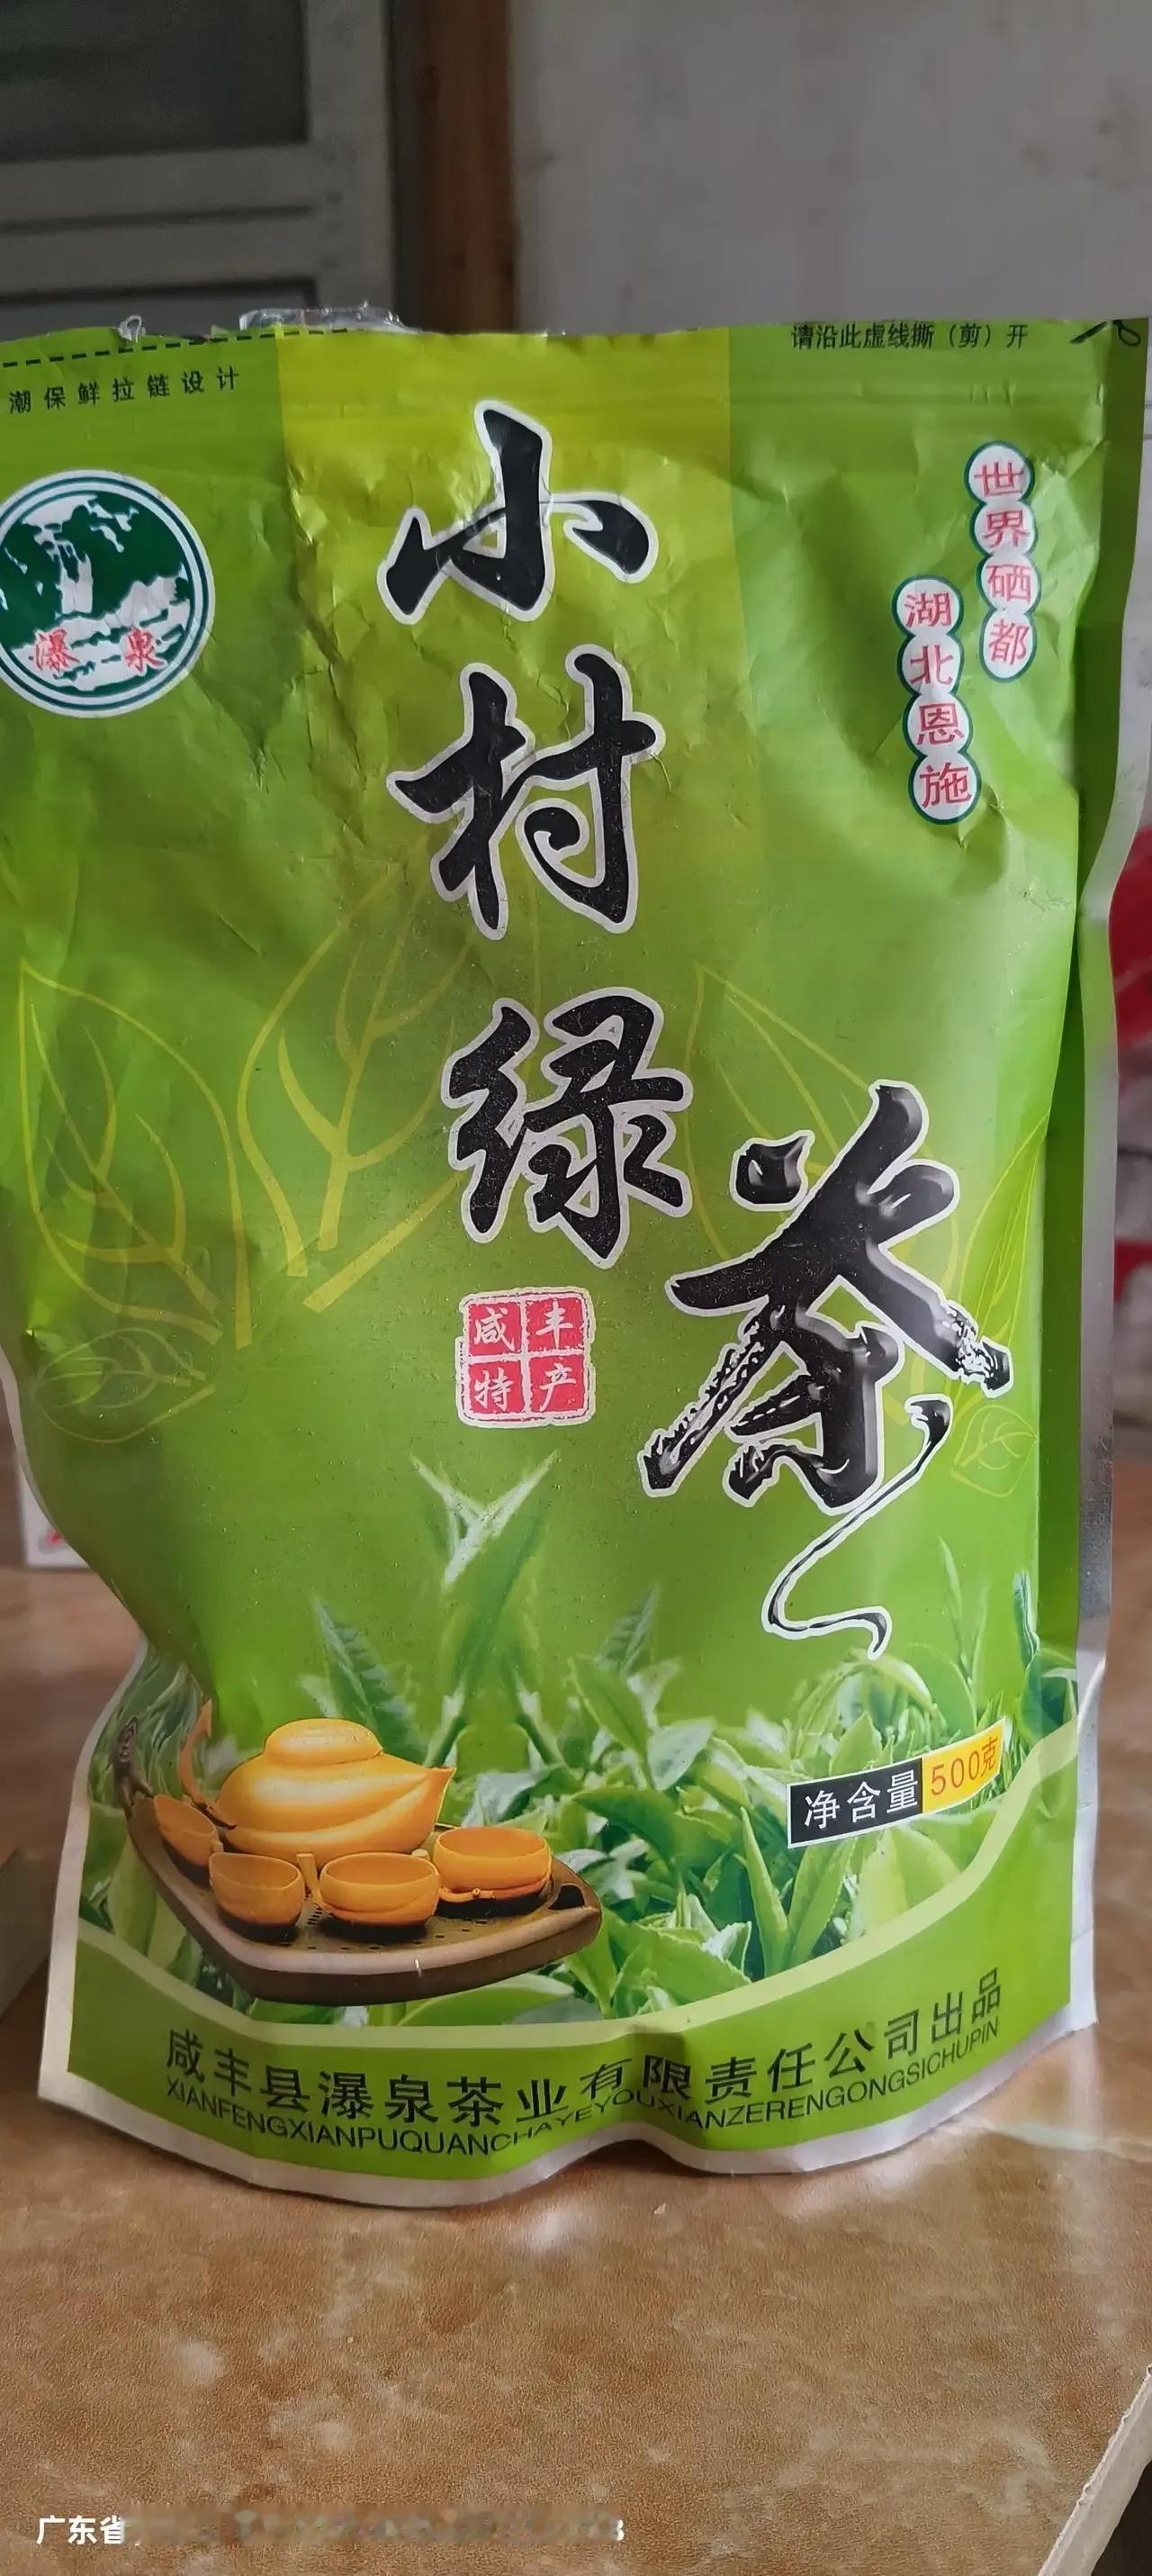 请沿此虚线撕（剪）开
潮保鲜拉链设计
瀑泉
世界硒都
湖北恩施
小村绿茶
咸丰
特产
净含量 500克
咸丰县瀑泉茶业有限责任公司出品
XIANFENGXIANPUQUANCHAYEYOUXIANZERENGONGSICHUPIN
广东省